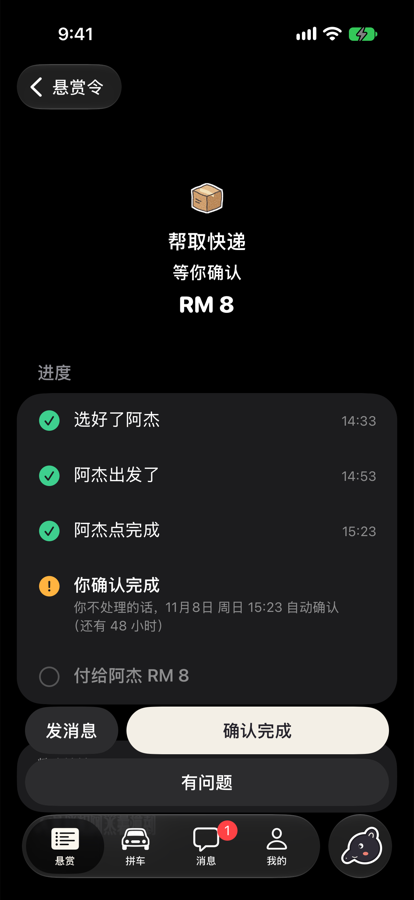 9:41
悬赏令
帮取快递
等你确认
RM 8
进度
选好了阿杰 14:33
阿杰出发了 14:53
阿杰点完成 15:23
你确认完成
你不处理的话，11月8日 周日 15:23 自动确认
（还有 48 小时）
付给阿杰 RM 8
发消息 确认完成
有问题
1
悬赏 拼车 消息 我的